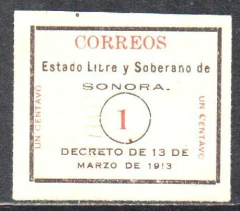 CORREOS
Estado Libre y Soberano de
SONORA.
UN CENTAVO
1
UN CENTAVO
DECRETO DE 13 DE
MARZO DE 1913